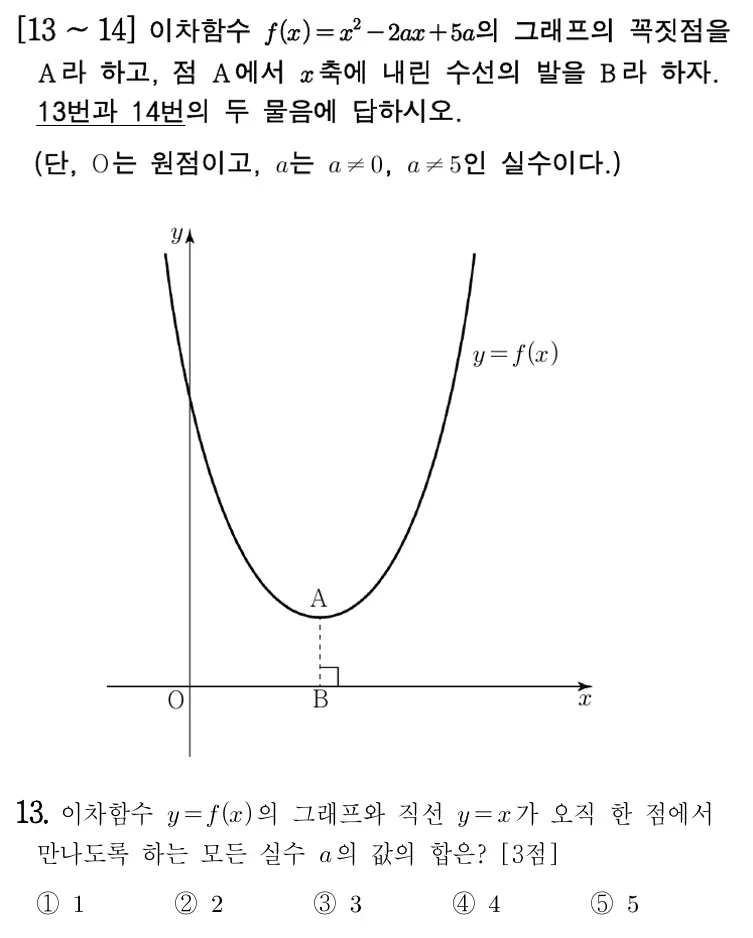 [13 ~ 14] 이차함수 f(x)=x²-2ax+5a의 그래프의 꼭짓점을
A라 하고, 점 A에서 x축에 내린 수선의 발을 B라 하자.
13번과 14번의 두 물음에 답하시오.
(단, O는 원점이고, a는 a≠0, a≠5인 실수이다.)
y
y=f(x)
A
O B x
13. 이차함수 y=f(x)의 그래프와 직선 y=x가 오직 한 점에서
만나도록 하는 모든 실수 a의 값의 합은? [3점]
① 1 ② 2 ③ 3 ④ 4 ⑤ 5